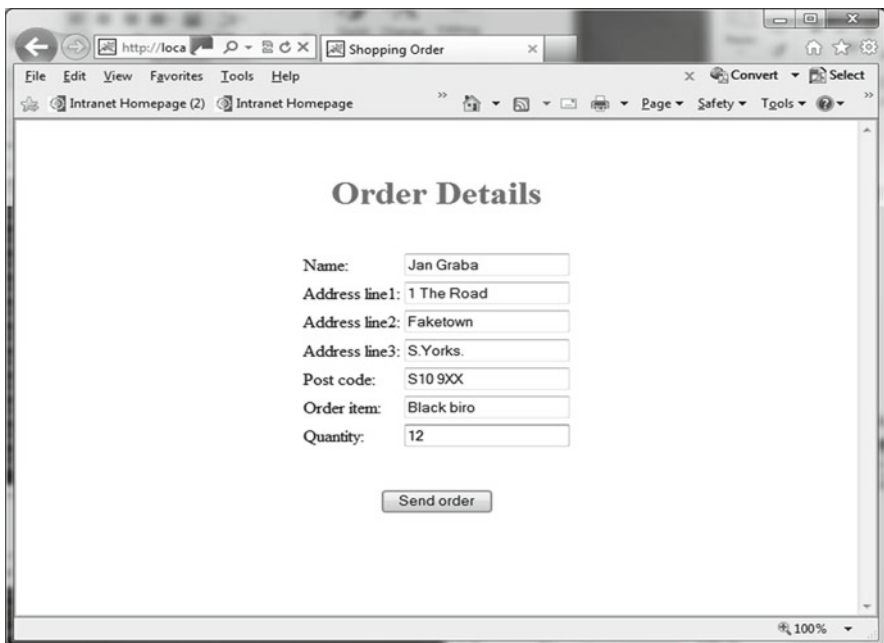 http://loca
Shopping Order
File Edit View Favorites Tools Help
Convert
Select
Intranet Homepage (2) Intranet Homepage
Page Safety Tools
Order Details
Name: Jan Graba
Address line1: 1 The Road
Address line2: Faketown
Address line3: S.Yorks.
Post code: S10 9XX
Order item: Black biro
Quantity: 12
Send order
100%